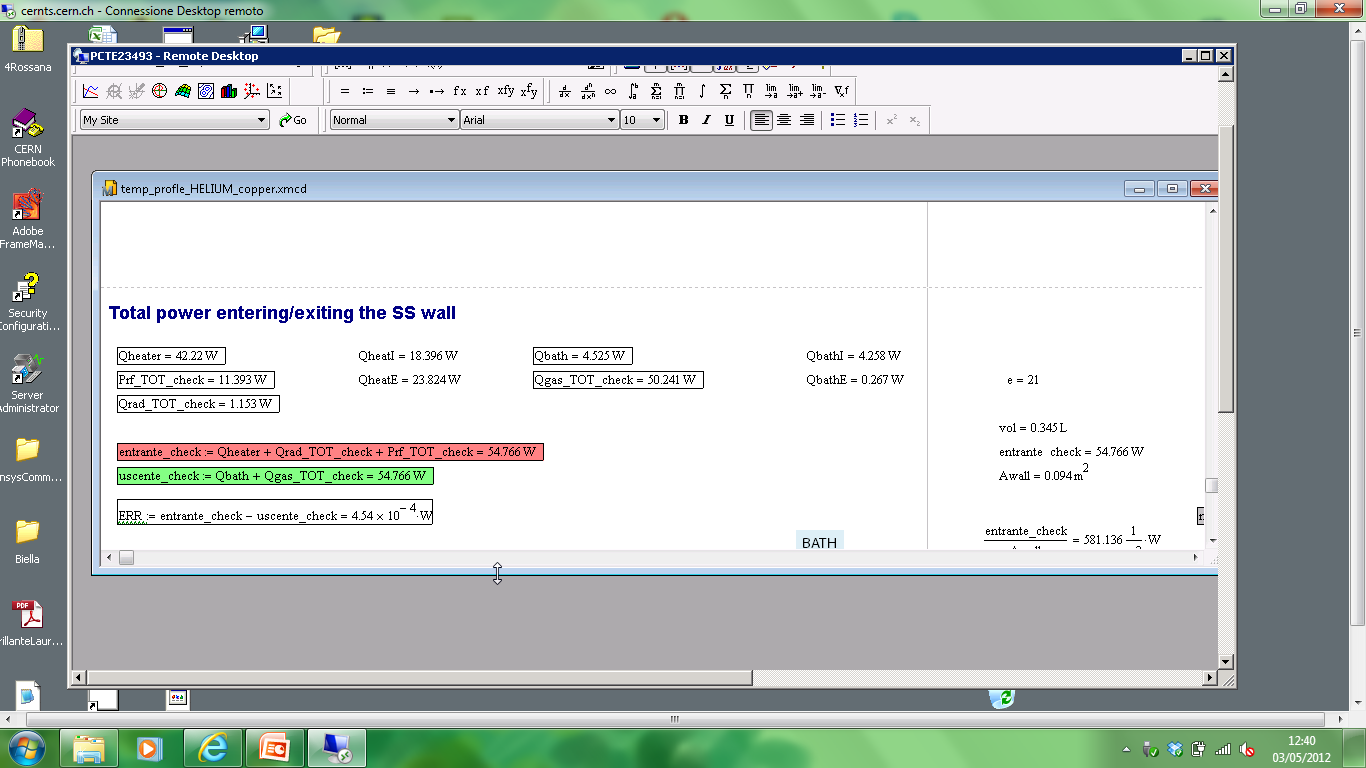 cernts.cern.ch - Connessione Desktop remoto
4Rossana
CERN
Phonebook
Adobe
FrameMa...
Security
Configurati...
Server
Administrator
nsysComm...
Biella
PDF
rillanteLaur...
PCTE23493 - Remote Desktop
My Site
Go
Normal
Arial
10
B I U
temp_profle_HELIUM_copper.xmcd
Total power entering/exiting the SS wall
Qheater = 42.22 W
QheatI = 18.396 W
Qbath = 4.525 W
QbathI = 4.258 W
Prf_TOT_check = 11.393 W
QheatE = 23.824 W
Qgas_TOT_check = 50.241 W
QbathE = 0.267 W
e = 21
Qrad_TOT_check = 1.153 W
vol = 0.345 L
entrante_check := Qheater + Qrad_TOT_check + Prf_TOT_check = 54.766 W
entrante check = 54.766 W
uscente_check := Qbath + Qgas_TOT_check = 54.766 W
Awall = 0.094 m²
ERR := entrante_check − uscente_check = 4.54 × 10⁻⁴·W
BATH
entrante_check
= 581.136 1 ·W
12:40
03/05/2012